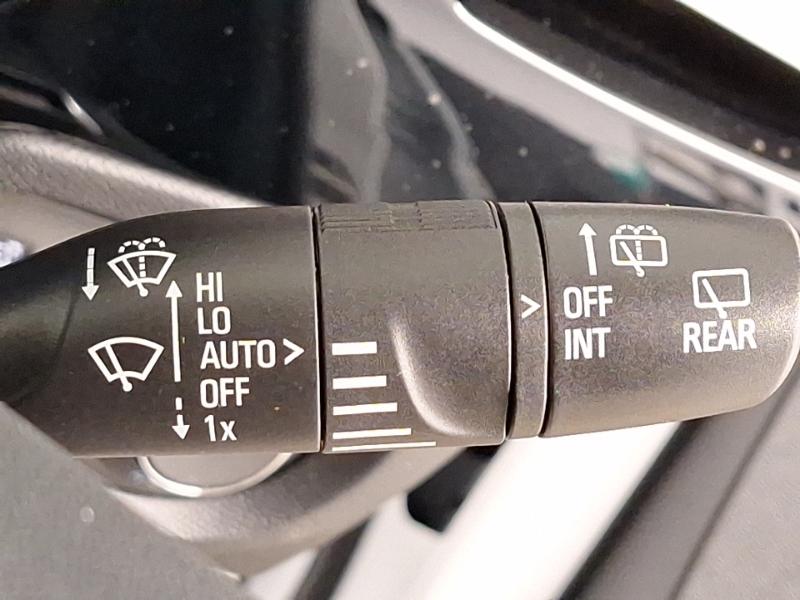 HI
LO
AUTO >
OFF
1x
>
OFF
INT
REAR